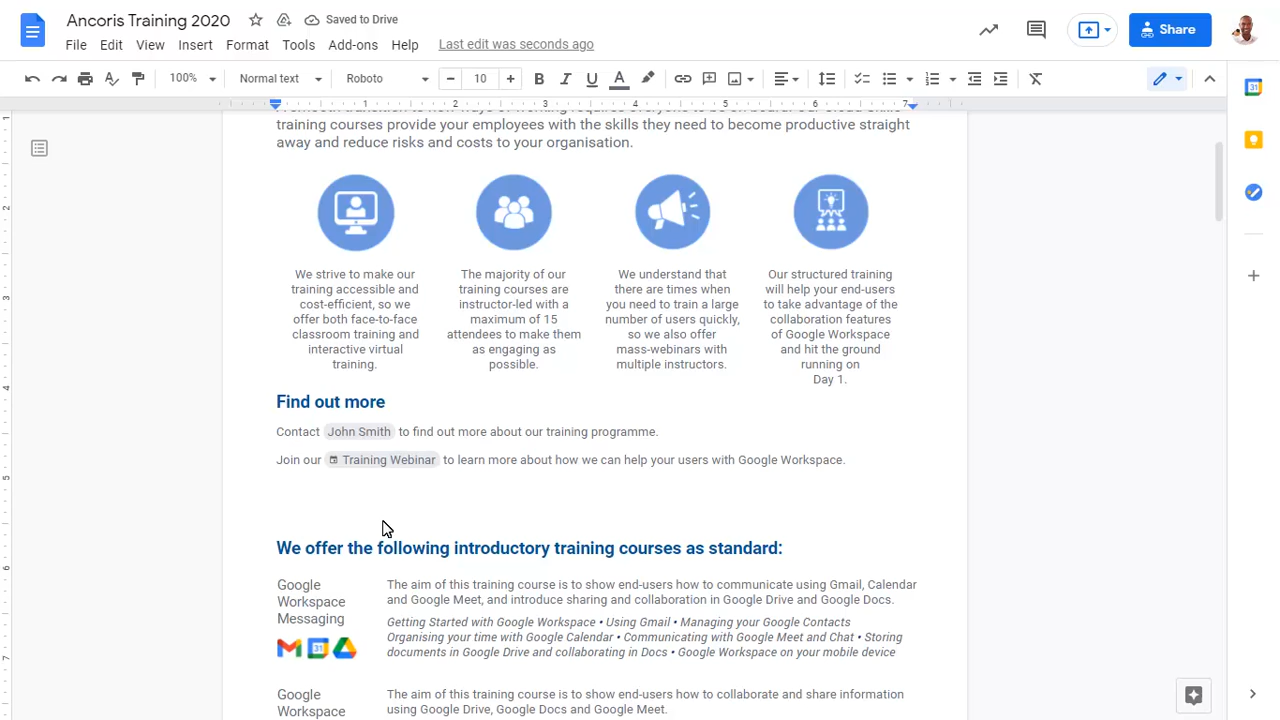 Ancoris Training 2020
Saved to Drive
File Edit View Insert Format Tools Add-ons Help
Last edit was seconds ago
Share
100% Normal text Roboto 10
1 2 3 4 5 6 7
training courses provide your employees with the skills they need to become productive straight
away and reduce risks and costs to your organisation.
We strive to make our
training accessible and
cost-efficient, so we
offer both face-to-face
classroom training and
interactive virtual
training.
The majority of our
training courses are
instructor-led with a
maximum of 15
attendees to make them
as engaging as
possible.
We understand that
there are times when
you need to train a large
number of users quickly,
so we also offer
mass-webinars with
multiple instructors.
Our structured training
will help your end-users
to take advantage of the
collaboration features
of Google Workspace
and hit the ground
running on
Day 1.
Find out more
Contact John Smith to find out more about our training programme.
Join our Training Webinar to learn more about how we can help your users with Google Workspace.
We offer the following introductory training courses as standard:
Google
Workspace
Messaging
The aim of this training course is to show end-users how to communicate using Gmail, Calendar
and Google Meet, and introduce sharing and collaboration in Google Drive and Google Docs.
Getting Started with Google Workspace • Using Gmail • Managing your Google Contacts
Organising your time with Google Calendar • Communicating with Google Meet and Chat • Storing
documents in Google Drive and collaborating in Docs • Google Workspace on your mobile device
Google
Workspace
The aim of this training course is to show end-users how to collaborate and share information
using Google Drive, Google Docs and Google Meet.